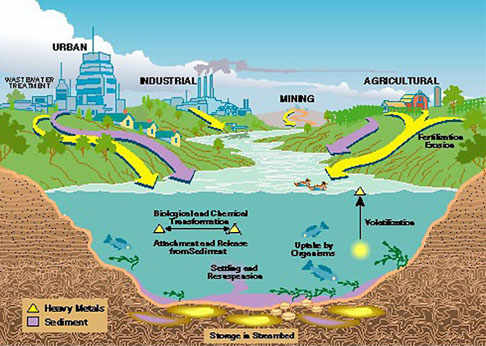 URBAN
WASTEWATER
TREATMENT
INDUSTRIAL
MINING
AGRICULTURAL
Fertilization
Erosion
Biological and Chemical
Transformation
Attachment and Release
from Sediment
Uptake by
Organisms
Volatilization
Settling and
Resuspension
Heavy Metals
Sediment
Storage in Streambed